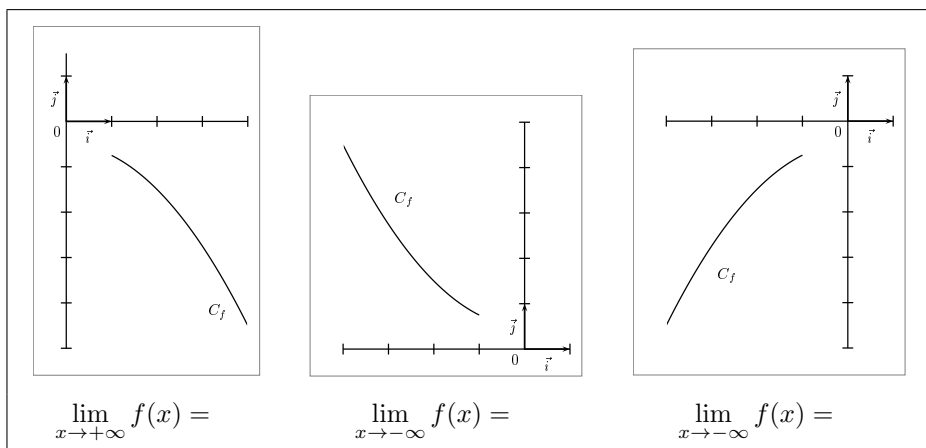 j⃗
0
i⃗
C_f
C_f
j⃗
0
i⃗
j⃗
0
i⃗
C_f
lim_{x→+∞} f(x) =
lim_{x→−∞} f(x) =
lim_{x→−∞} f(x) =